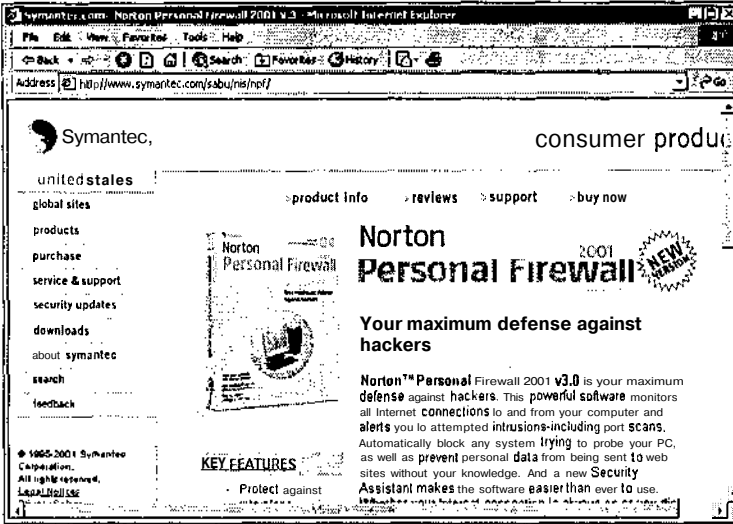 Symantec.com- Norton Personal Firewall 2001 v.3 - Microsoft Internet Explorer
File Edit View Favorites Tools Help
Back Search Favorites History
Address http//www.symantec.com/sabu/nis/npf/ Go
Symantec,
consumer produc
unitedstales
global sites
products
purchase
service & support
security updates
downloads
about symantec
search
feedback
© 1995-2001 Symantec
Corporation.
All rights reserved.
Legal Notices
product info reviews support buy now
Norton
Personal Firewall
Norton
2001
Personal Firewall
NEW
VERSION
Your maximum defense against
hackers
Norton™ Personal Firewall 2001 v3.0 is your maximum
defense against hackers. This powerful software monitors
all Internet connections lo and from your computer and
alerts you lo attempted intrusions-including port scans.
Automatically block any system trying to probe your PC,
as well as prevent personal data from being sent to web
sites without your knowledge. And a new Security
Assistant makes the software easier than ever to use.
KEY FEATURES
Protect against